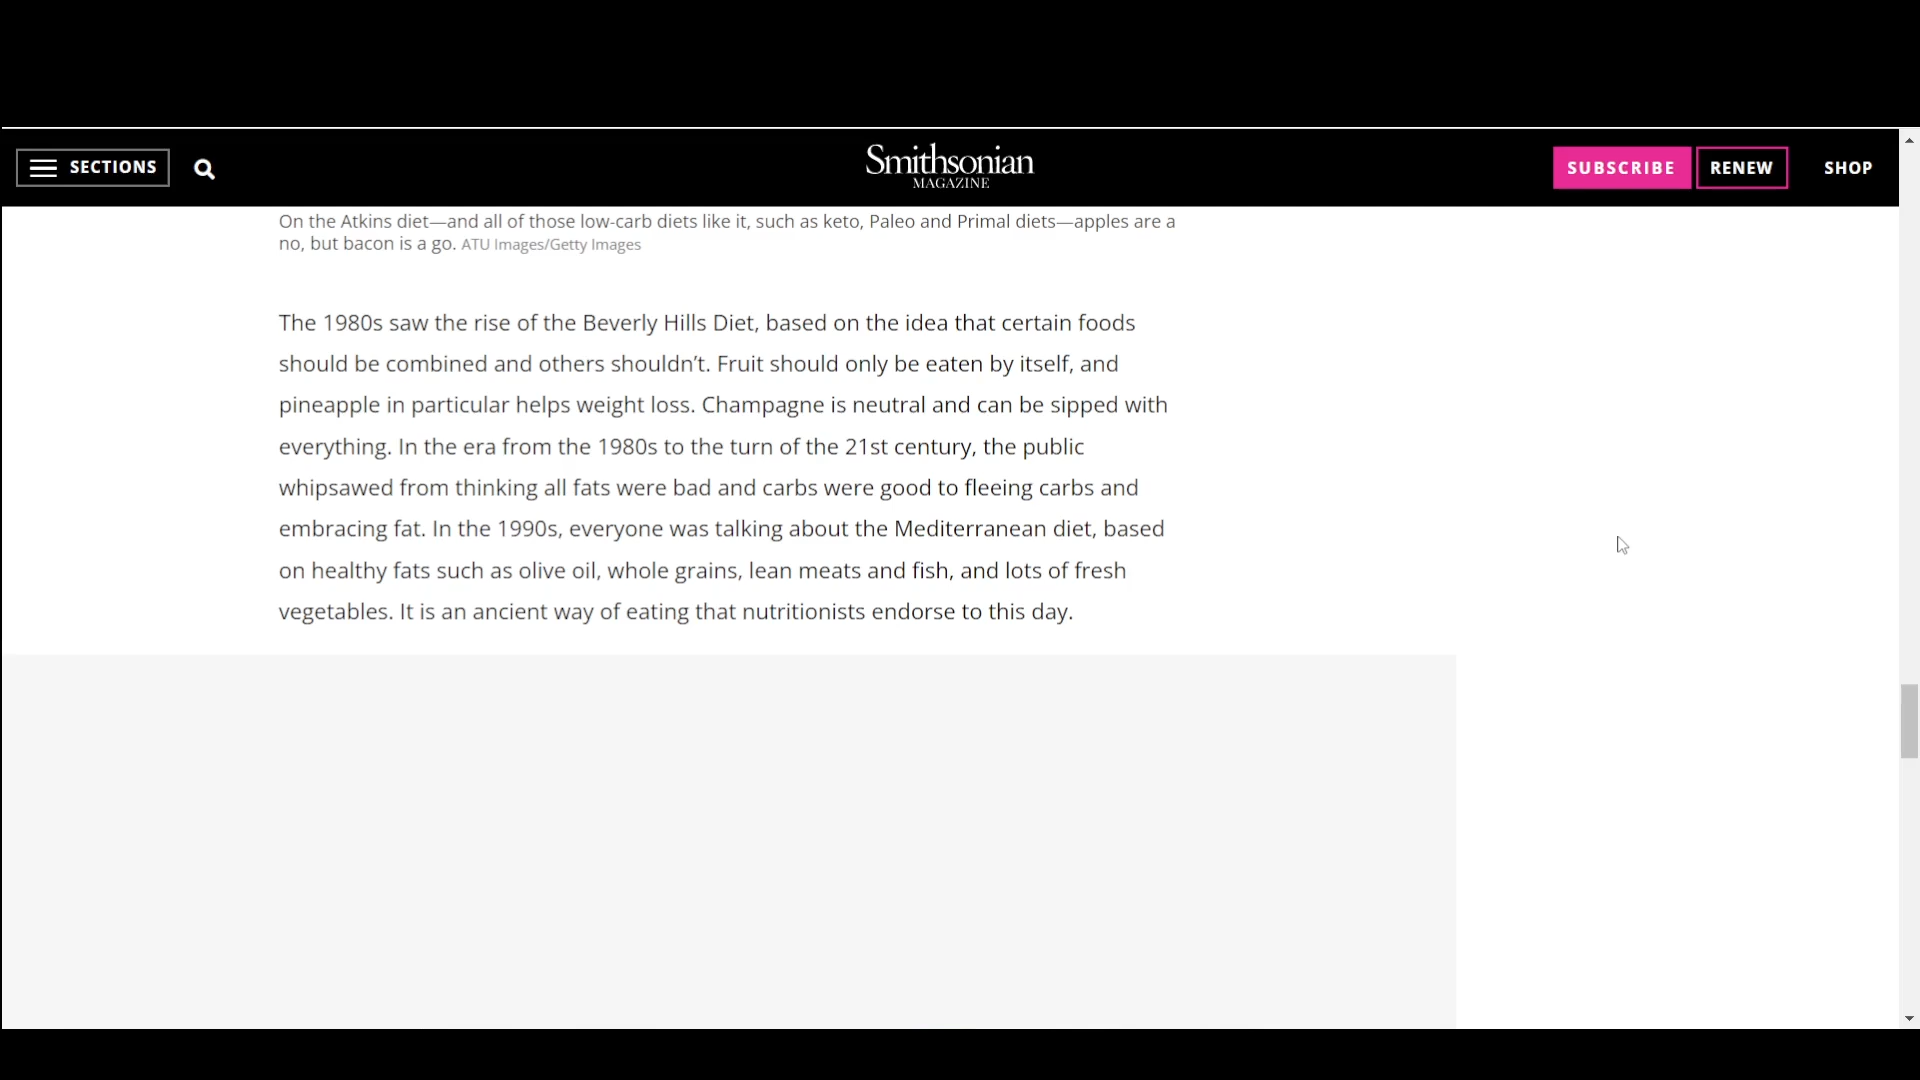 SECTIONS
Smithsonian
MAGAZINE
SUBSCRIBE
RENEW
SHOP
On the Atkins diet—and all of those low-carb diets like it, such as keto, Paleo and Primal diets—apples are a
no, but bacon is a go. ATU Images/Getty Images
The 1980s saw the rise of the Beverly Hills Diet, based on the idea that certain foods
should be combined and others shouldn’t. Fruit should only be eaten by itself, and
pineapple in particular helps weight loss. Champagne is neutral and can be sipped with
everything. In the era from the 1980s to the turn of the 21st century, the public
whipsawed from thinking all fats were bad and carbs were good to fleeing carbs and
embracing fat. In the 1990s, everyone was talking about the Mediterranean diet, based
on healthy fats such as olive oil, whole grains, lean meats and fish, and lots of fresh
vegetables. It is an ancient way of eating that nutritionists endorse to this day.